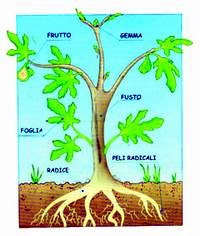 FRUTTO
GEMMA
FUSTO
FOGLIA
PELI RADICALI
RADICE